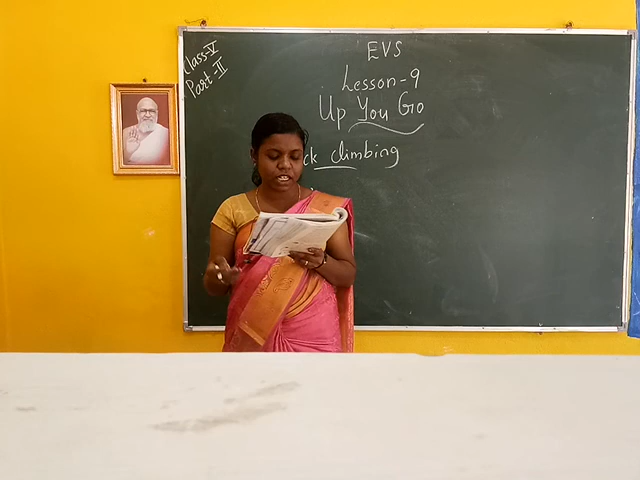 Class-V
Part-II
EVS
Lesson-9
Up You Go
ck climbing